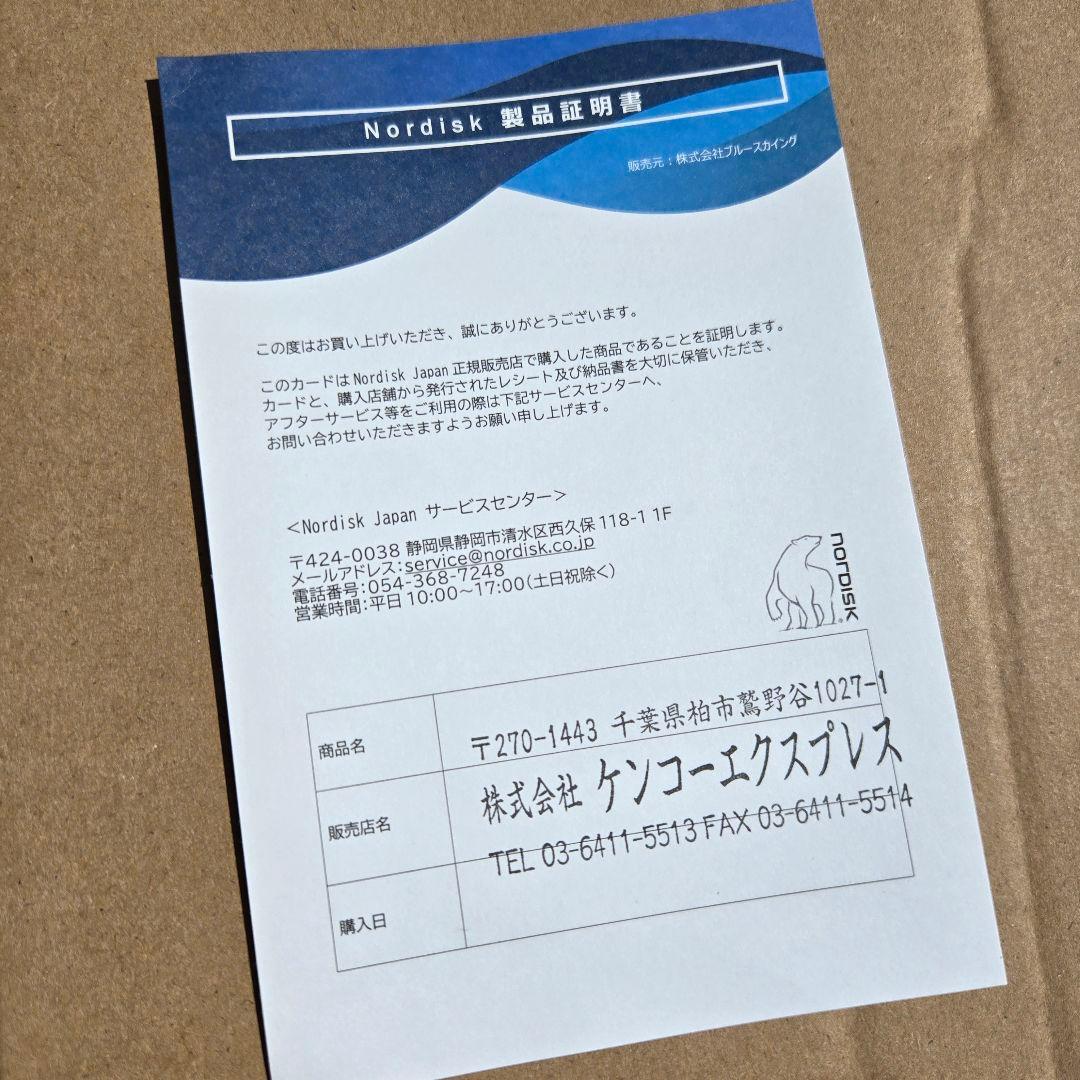 Nordisk 製品証明書
販売元：株式会社ブルースカイング
この度はお買い上げいただき、誠にありがとうございます。
このカードは Nordisk Japan 正規販売店で購入した商品であることを証明します。
カードと、購入店舗から発行されたレシート及び納品書を大切に保管いただき、
アフターサービス等をご利用の際は下記サービスセンターへ、
お問い合わせいただきますようお願い申し上げます。
＜Nordisk Japan サービスセンター＞
〒424-0038 静岡県静岡市清水区西久保 118-1 1F
メールアドレス：service@nordisk.co.jp
電話番号：054-368-7248
営業時間：平日 10:00～17:00（土日祝除く）
NORDISK®
商品名
〒270-1443 千葉県柏市鷲野谷1027-1
販売店名
株式会社 ケンコーエクスプレス
TEL 03-6411-5513 FAX 03-6411-5514
購入日